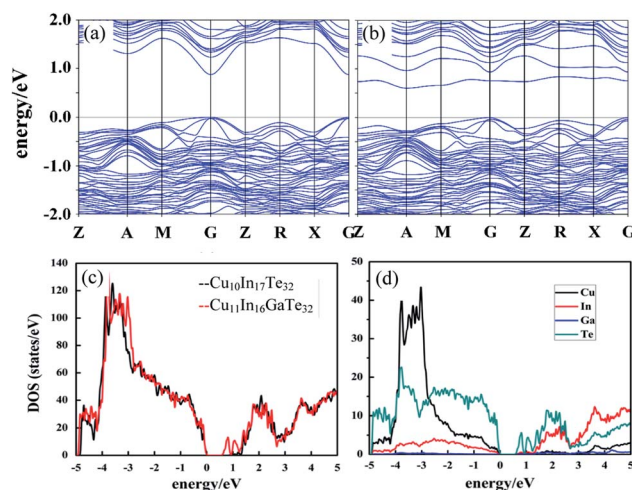 2.0
(a)
(b)
1.0
0.0
-1.0
-2.0
energy/eV
Z A M G Z R X G
Z A M G Z R X G
140
120
100
80
60
40
20
0
DOS (states/eV)
(c)
Cu10In17Te32
Cu11In16GaTe32
-5 -4 -3 -2 -1 0 1 2 3 4 5
energy/eV
50
40
30
20
10
0
(d)
Cu
In
Ga
Te
-5 -4 -3 -2 -1 0 1 2 3 4 5
energy/eV